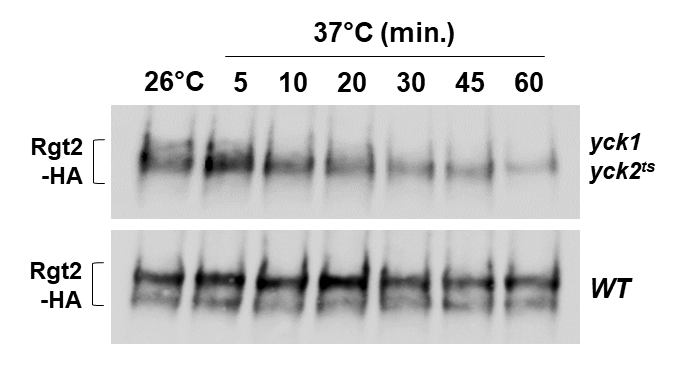 37°C (min.)
26°C 5 10 20 30 45 60
Rgt2
-HA
yck1
yck2ts
Rgt2
-HA
WT